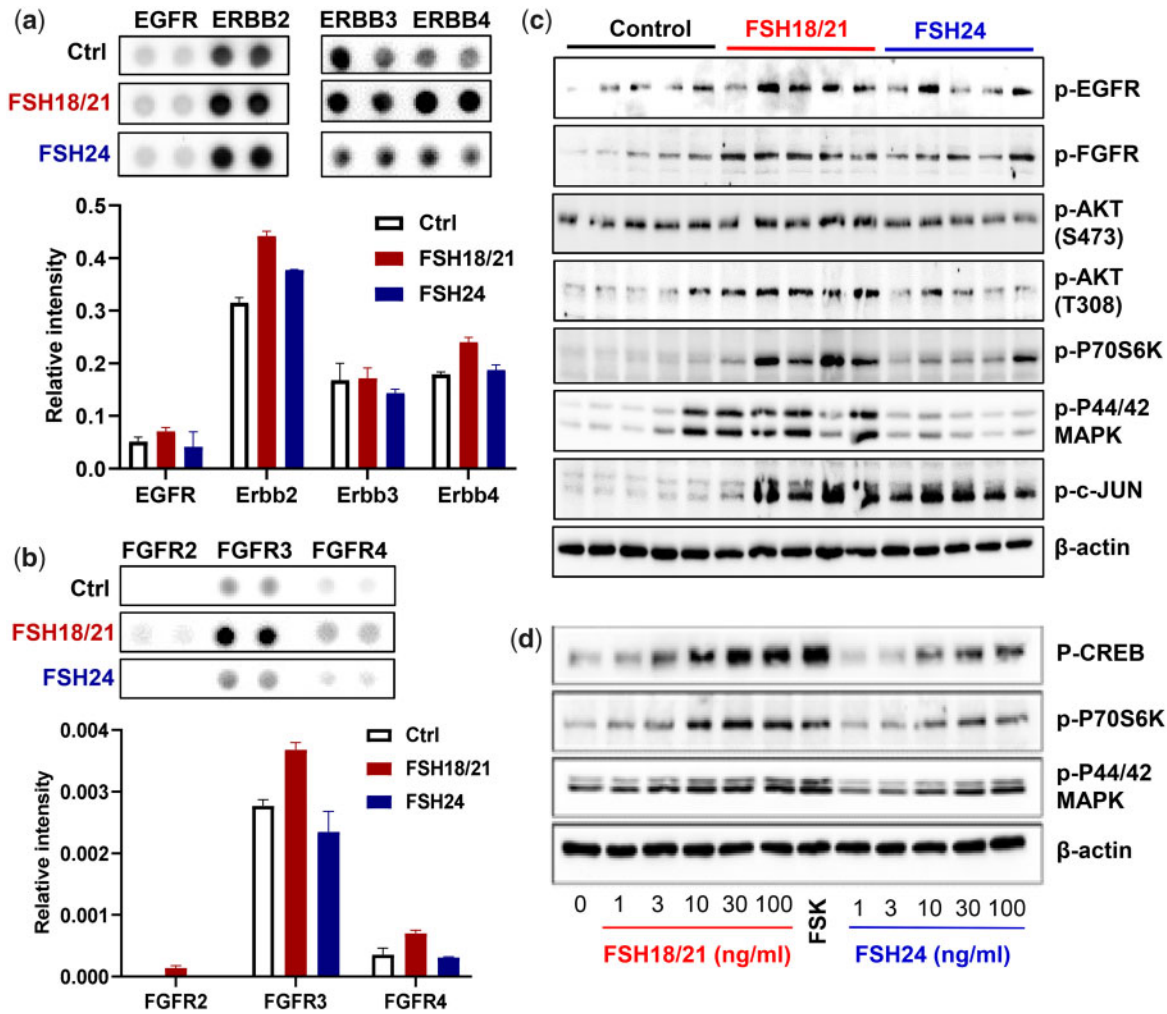 (a)
EGFR ERBB2 ERBB3 ERBB4
Ctrl
FSH18/21
FSH24
Relative intensity
0.5
0.4
0.3
0.2
0.1
0.0
Ctrl
FSH18/21
FSH24
EGFR Erbb2 Erbb3 Erbb4
(b)
FGFR2 FGFR3 FGFR4
Ctrl
FSH18/21
FSH24
Relative intensity
0.004
0.003
0.002
0.001
0.000
Ctrl
FSH18/21
FSH24
FGFR2 FGFR3 FGFR4
(c)
Control FSH18/21 FSH24
p-EGFR
p-FGFR
p-AKT
(S473)
p-AKT
(T308)
p-P70S6K
p-P44/42
MAPK
p-c-JUN
β-actin
(d)
P-CREB
p-P70S6K
p-P44/42
MAPK
β-actin
0 1 3 10 30 100 FSK 1 3 10 30 100
FSH18/21 (ng/ml) FSH24 (ng/ml)